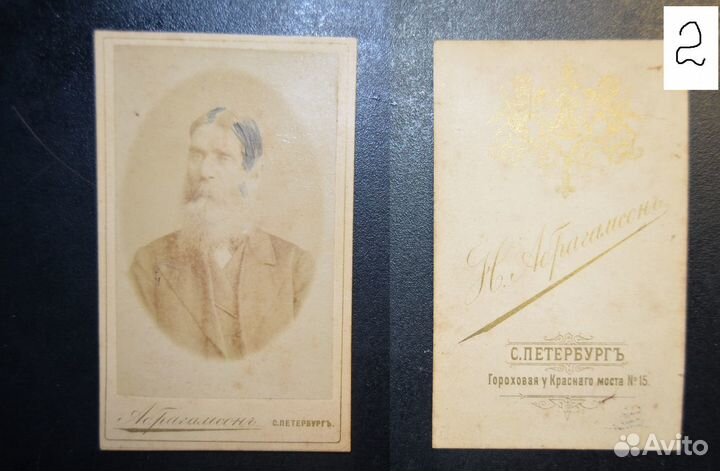 Абрагамсонъ С.ПЕТЕРБУРГЪ.
2
Н. Абрагамсонъ
С.ПЕТЕРБУРГЪ
Гороховая у Краснаго моста № 15.
Avito